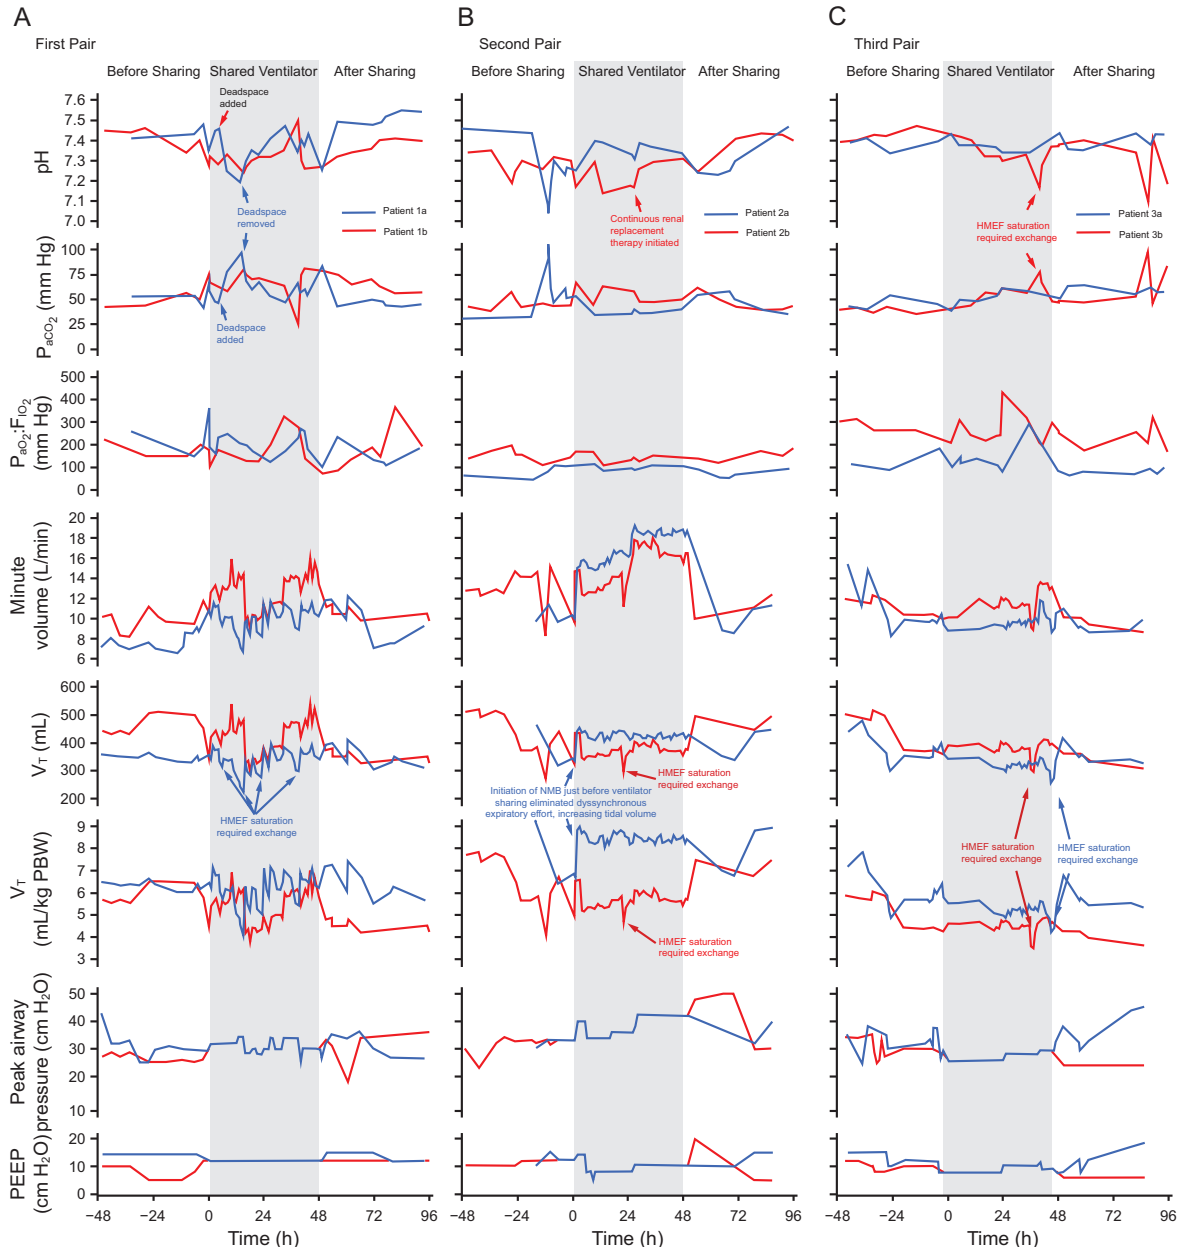 A
B
C
First Pair
Second Pair
Third Pair
Before Sharing
Shared Ventilator
After Sharing
Before Sharing
Shared Ventilator
After Sharing
Before Sharing
Shared Ventilator
After Sharing
pH
7.6
7.5
7.4
7.3
7.2
7.1
7.0
Deadspace
added
Deadspace
removed
Patient 1a
Patient 1b
Continuous renal
replacement
therapy initiated
Patient 2a
Patient 2b
HMEF saturation
required exchange
Patient 3a
Patient 3b
PaCO2 (mm Hg)
100
75
50
25
0
Deadspace
added
PaO2:FIO2
(mm Hg)
500
400
300
200
100
0
Minute
volume (L/min)
20
18
16
14
12
10
8
6
VT (mL)
600
500
400
300
200
HMEF saturation
required exchange
HMEF saturation
required exchange
Initiation of NMB just before ventilator
sharing eliminated dyssynchronous
expiratory effort, increasing tidal volume
VT
(mL/kg PBW)
9
8
7
6
5
4
3
HMEF saturation
required exchange
HMEF saturation
required exchange
HMEF saturation
required exchange
Peak airway
pressure (cm H2O)
50
40
30
20
10
PEEP
(cm H2O)
20
10
0
−48 −24 0 24 48 72 96
−48 −24 0 24 48 72 96
−48 −24 0 24 48 72 96
Time (h)
Time (h)
Time (h)